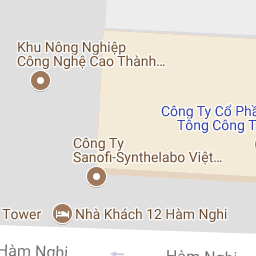 Khu Nông Nghiệp
Công Nghệ Cao Thành...
Công Ty Cổ Phầ
Tổng Công T
Công Ty
Sanofi-Synthelabo Việt...
Tower
Nhà Khách 12 Hàm Nghi
Hàm Nghi
Hàm Nghi